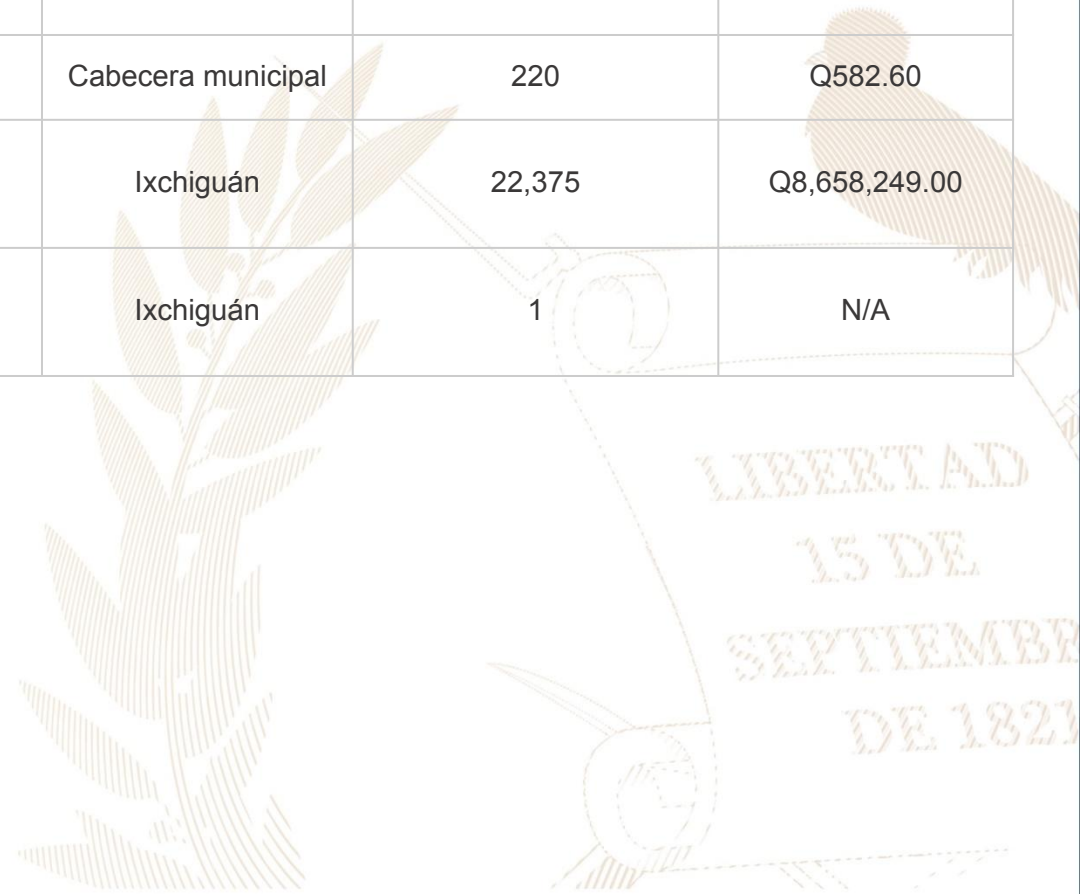 Cabecera municipal 220 Q582.60
Ixchiguán 22,375 Q8,658,249.00
Ixchiguán 1 N/A
LIBERTAD
15 DE
SEPTIEMBR
DE 1821